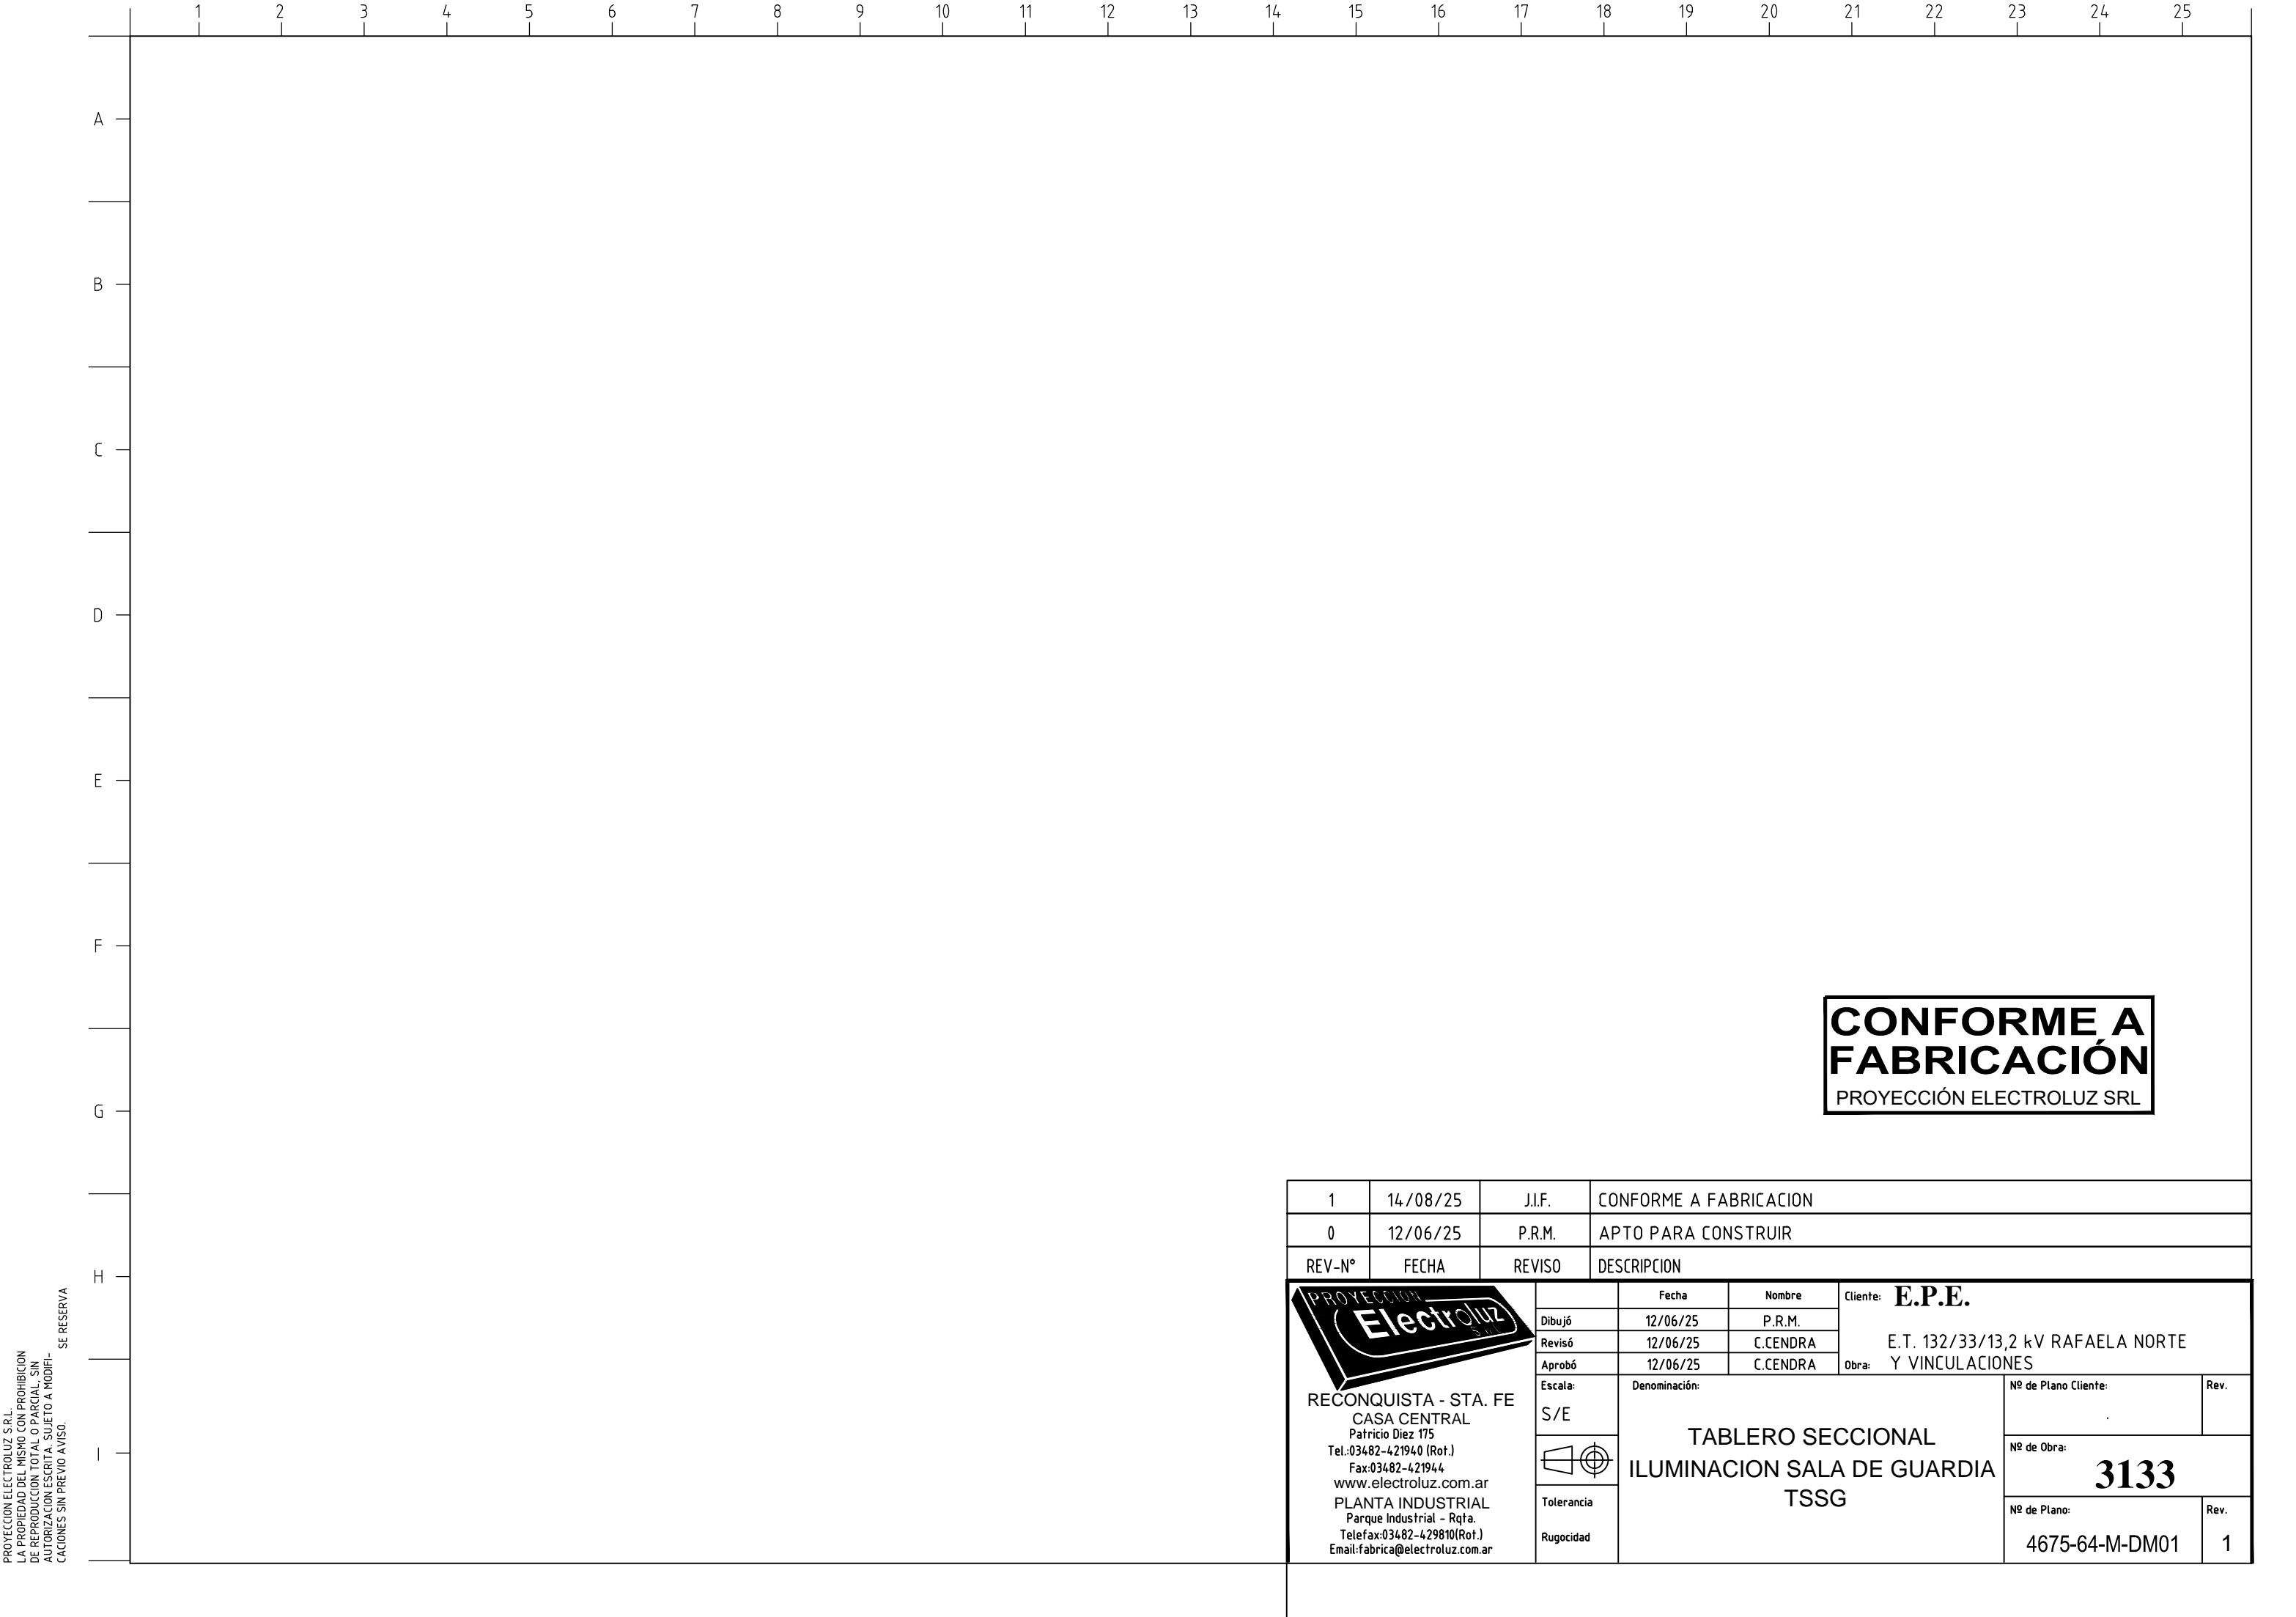 1 2 3 4 5 6 7 8 9 10 11 12 13 14 15 16 17 18 19 20 21 22 23 24 25
A
B
C
D
E
F
G
H
I
CONFORME A
FABRICACIÓN
PROYECCIÓN ELECTROLUZ SRL
1 14/08/25 J.I.F. CONFORME A FABRICACION
0 12/06/25 P.R.M. APTO PARA CONSTRUIR
REV-N° FECHA REVISO DESCRIPCION
PROYECCION
Electroluz
S.R.L.
RECONQUISTA - STA. FE
CASA CENTRAL
Patricio Diez 175
Tel.:03482-421940 (Rot.)
Fax:03482-421944
www.electroluz.com.ar
PLANTA INDUSTRIAL
Parque Industrial - Rqta.
Telefax:03482-429810(Rot.)
Email:fabrica@electroluz.com.ar
Fecha Nombre
Dibujó 12/06/25 P.R.M.
Revisó 12/06/25 C.CENDRA
Aprobó 12/06/25 C.CENDRA
Cliente: E.P.E.
E.T. 132/33/13,2 kV RAFAELA NORTE
Obra: Y VINCULACIONES
Escala:
S/E
Tolerancia
Rugocidad
Denominación:
TABLERO SECCIONAL
ILUMINACION SALA DE GUARDIA
TSSG
Nº de Plano Cliente: Rev.
.
Nº de Obra:
3133
Nº de Plano: Rev.
4675-64-M-DM01 1
PROYECCION ELECTROLUZ S.R.L.
LA PROPIEDAD DEL MISMO CON PROHIBICION
DE REPRODUCCION TOTAL O PARCIAL, SIN
AUTORIZACION ESCRITA. SUJETO A MODIFI-
CACIONES SIN PREVIO AVISO. SE RESERVA